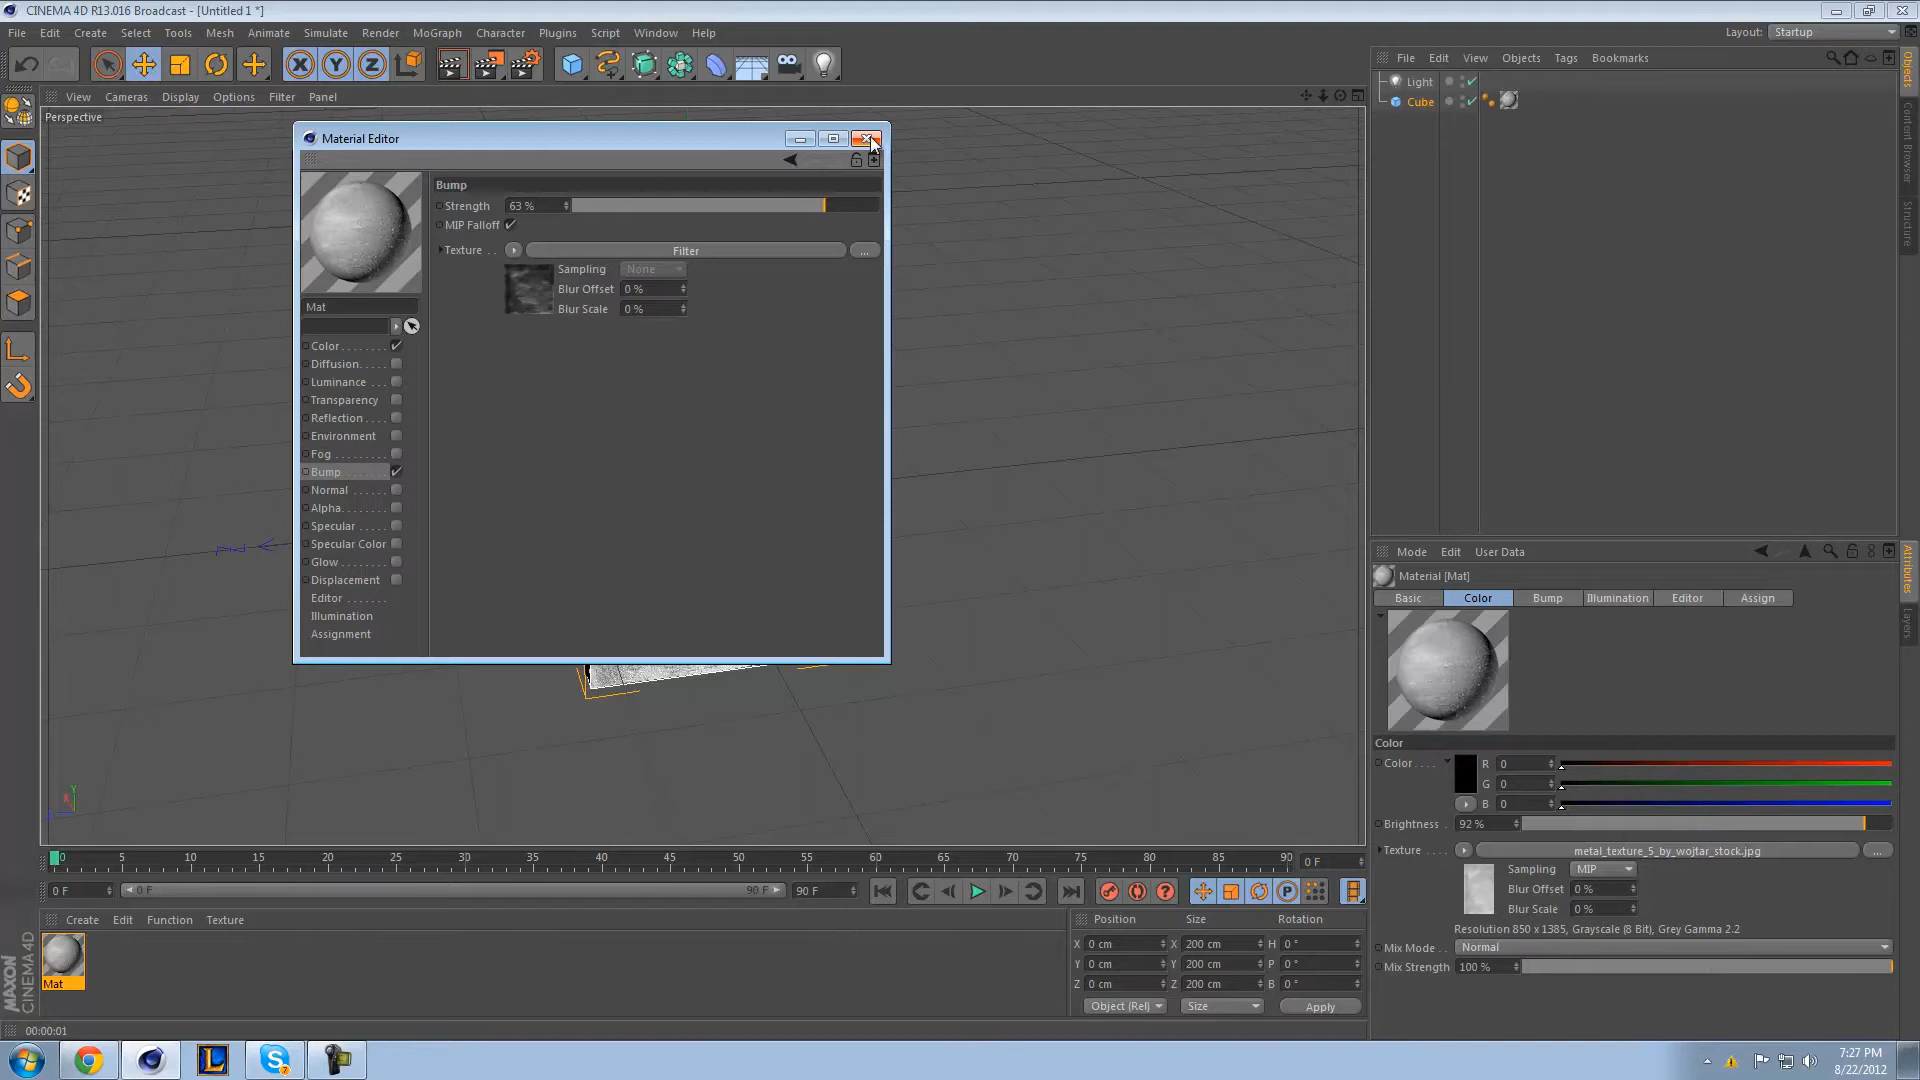 CINEMA 4D R13.016 Broadcast - [Untitled 1 *]
File Edit Create Select Tools Mesh Animate Simulate Render MoGraph Character Plugins Script Window Help
Layout: Startup
View Cameras Display Options Filter Panel
Perspective
File Edit View Objects Tags Bookmarks
Light
Cube
Objects
Content Browser
Structure
Material Editor
Bump
Strength 63 %
MIP Falloff
Texture . . Filter ...
Sampling None
Blur Offset 0 %
Blur Scale 0 %
Mat
Color
Diffusion
Luminance
Transparency
Reflection
Environment
Fog
Bump
Normal
Alpha
Specular
Specular Color
Glow
Displacement
Editor
Illumination
Assignment
Mode Edit User Data
Material [Mat]
Basic Color Bump Illumination Editor Assign
Attributes
Layers
Color
Color R 0
G 0
B 0
Brightness 92 %
Texture metal_texture_5_by_wojtar_stock.jpg ...
Sampling MIP
Blur Offset 0 %
Blur Scale 0 %
Resolution 850 x 1385, Grayscale (8 Bit), Grey Gamma 2.2
Mix Mode Normal
Mix Strength 100 %
Y
X
0 5 10 15 20 25 30 35 40 45 50 55 60 65 70 75 80 85 90 0 F
0 F 0 F 90 F 90 F
Create Edit Function Texture
Mat
Position Size Rotation
X 0 cm X 200 cm H 0 °
Y 0 cm Y 200 cm P 0 °
Z 0 cm Z 200 cm B 0 °
Object (Rel) Size Apply
MAXON
CINEMA 4D
00:00:01
7:27 PM
8/22/2012